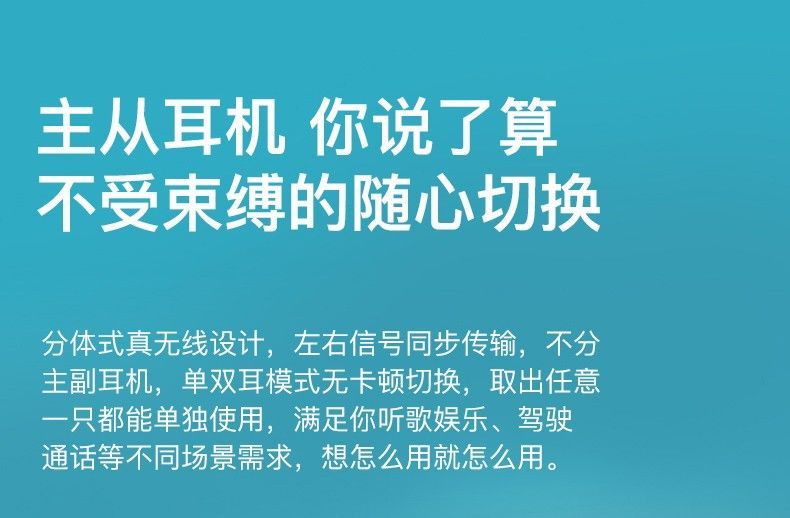 主从耳机 你说了算
不受束缚的随心切换
分体式真无线设计，左右信号同步传输，不分
主副耳机，单双耳模式无卡顿切换，取出任意
一只都能单独使用，满足你听歌娱乐、驾驶
通话等不同场景需求，想怎么用就怎么用。